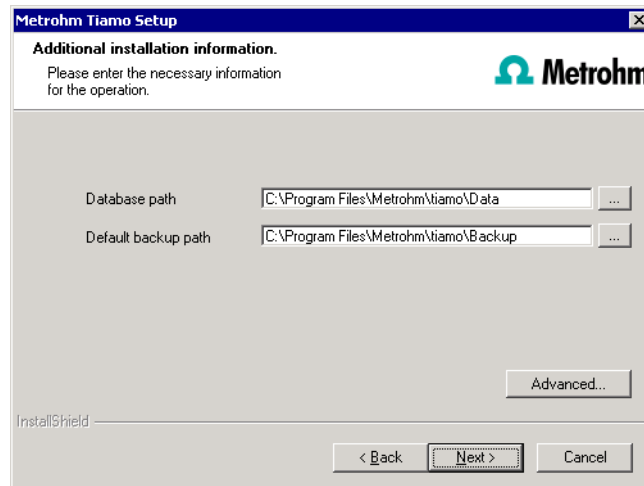 Metrohm Tiamo Setup
Additional installation information.
Please enter the necessary information
for the operation.
Metrohm
Database path
C:\Program Files\Metrohm\tiamo\Data
...
Default backup path
C:\Program Files\Metrohm\tiamo\Backup
...
Advanced...
InstallShield
< Back
Next >
Cancel